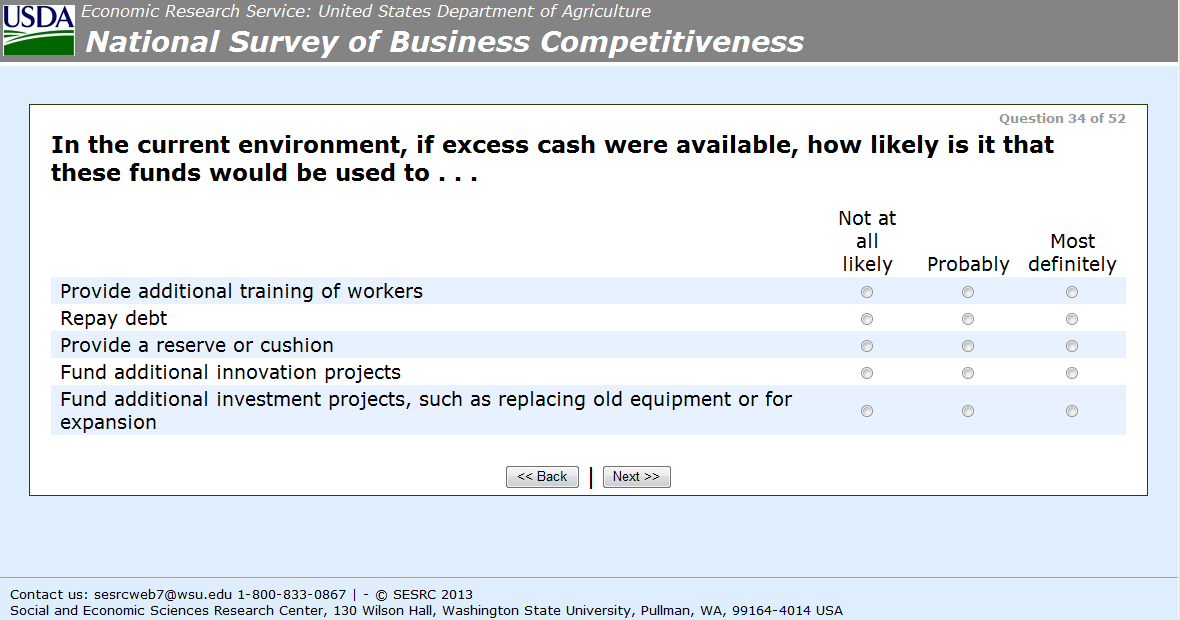 USDA
Economic Research Service: United States Department of Agriculture
National Survey of Business Competitiveness
Question 34 of 52
In the current environment, if excess cash were available, how likely is it that
these funds would be used to . . .
Not at
all
likely
Probably
Most
definitely
Provide additional training of workers
Repay debt
Provide a reserve or cushion
Fund additional innovation projects
Fund additional investment projects, such as replacing old equipment or for
expansion
<< Back | Next >>
Contact us: sesrcweb7@wsu.edu 1-800-833-0867 | - © SESRC 2013
Social and Economic Sciences Research Center, 130 Wilson Hall, Washington State University, Pullman, WA, 99164-4014 USA